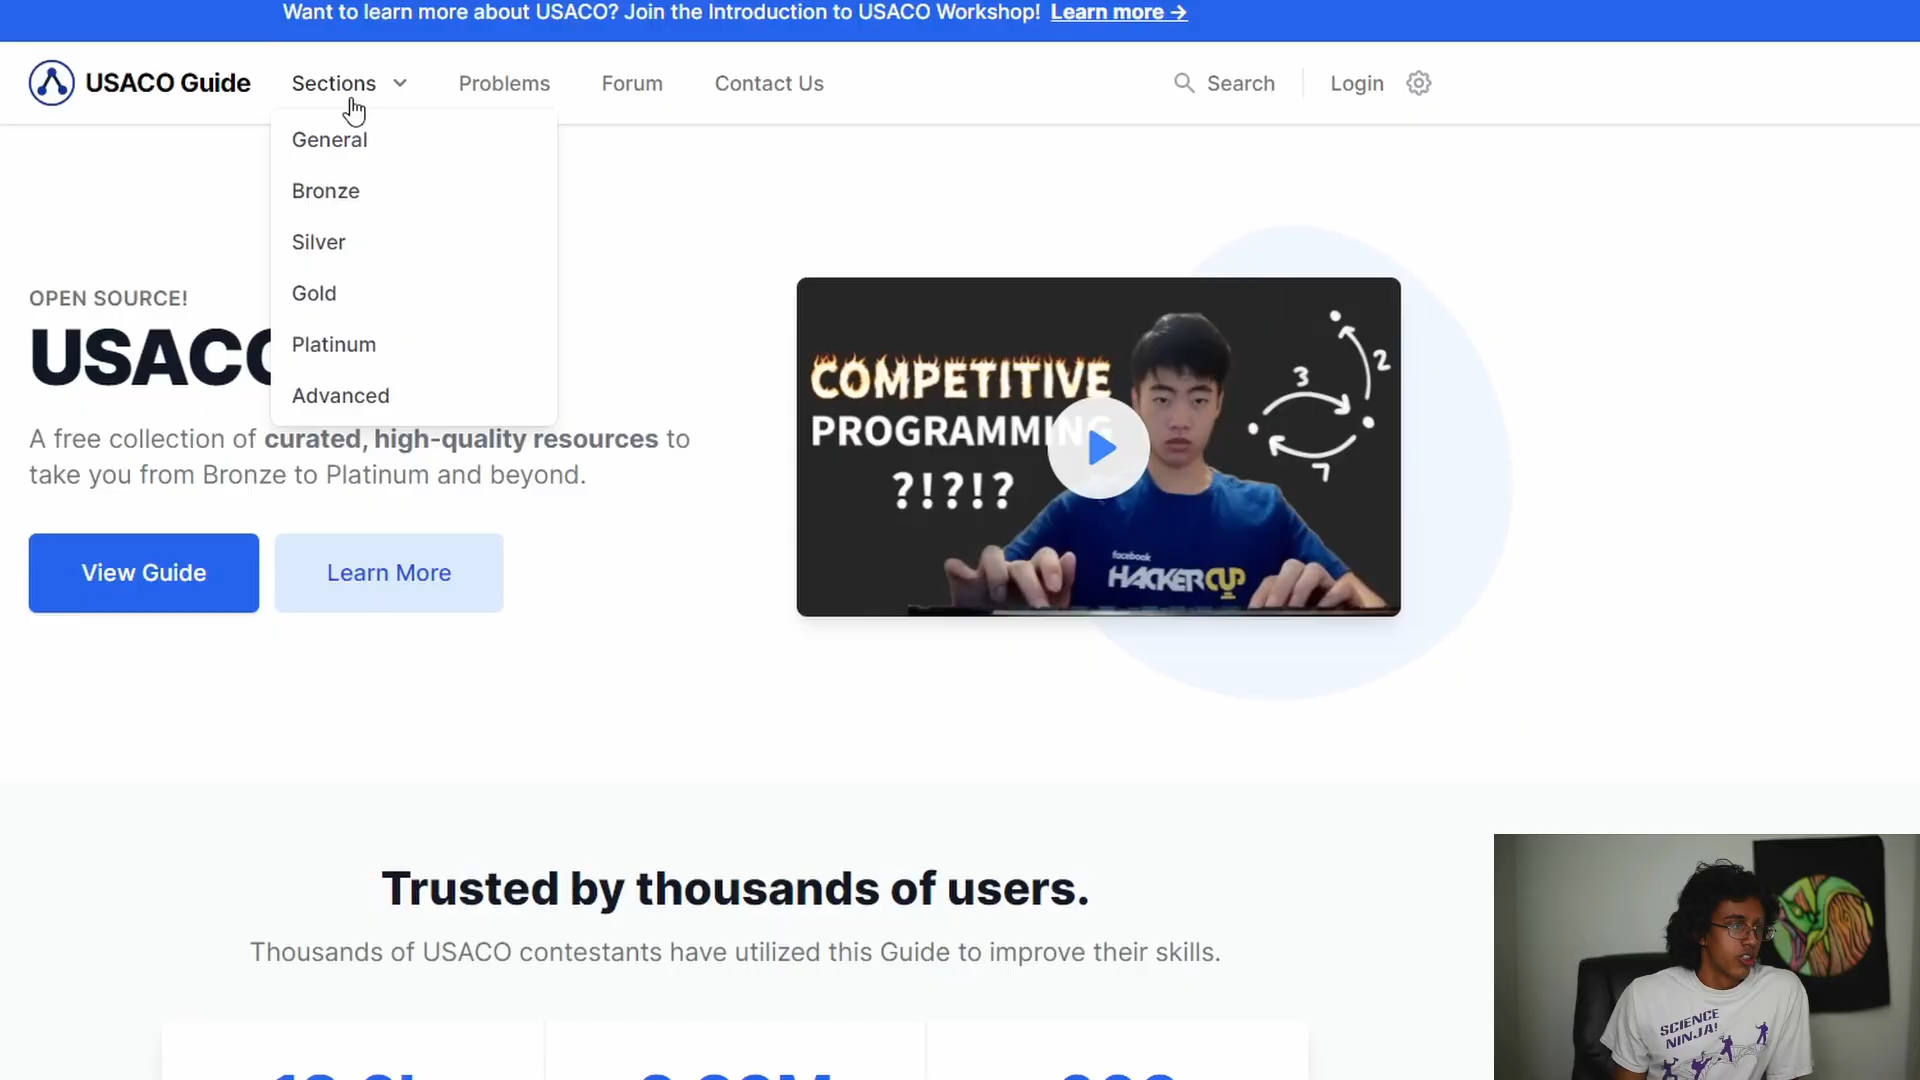 Want to learn more about USACO? Join the Introduction to USACO Workshop! Learn more →
USACO Guide
Sections
Problems
Forum
Contact Us
Search
Login
General
Bronze
Silver
Gold
Platinum
Advanced
OPEN SOURCE!
USACO
A free collection of curated, high-quality resources to
take you from Bronze to Platinum and beyond.
View Guide
Learn More
COMPETITIVE
PROGRAMMING
?!?!?
3
2
7
facebook
HACKERCUP
Trusted by thousands of users.
Thousands of USACO contestants have utilized this Guide to improve their skills.
SCIENCE
NINJA!